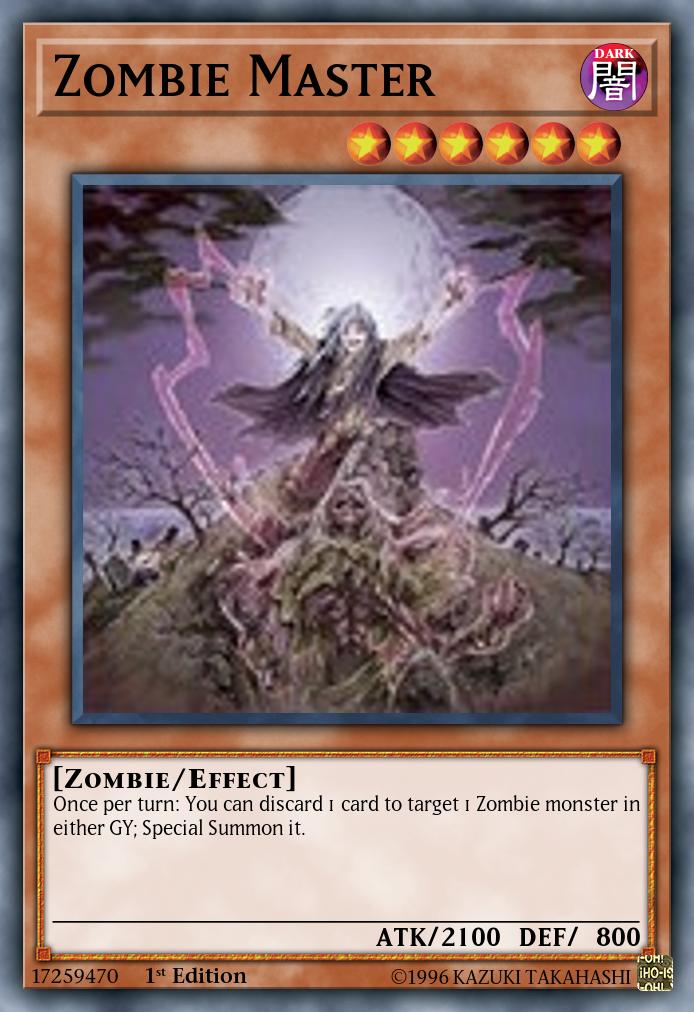 Zombie Master
DARK
闇
[Zombie/Effect]
Once per turn: You can discard 1 card to target 1 Zombie monster in
either GY; Special Summon it.
ATK/2100 DEF/ 800
17259470 1st Edition ©1996 KAZUKI TAKAHASHI